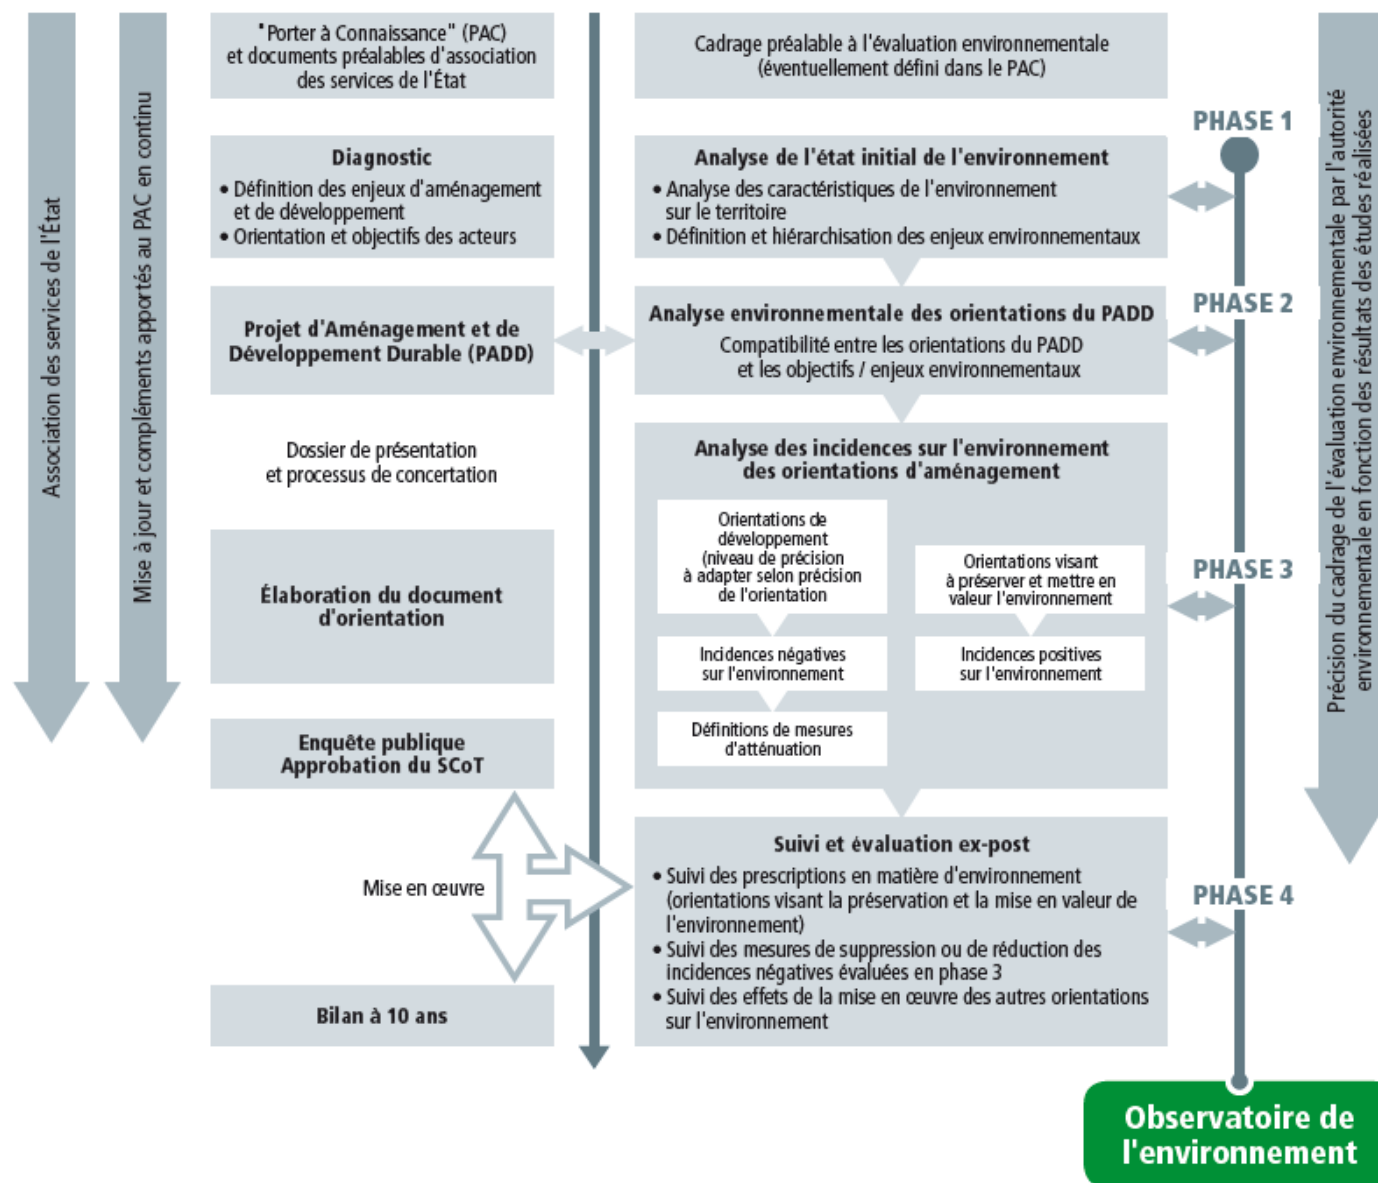 Association des services de l'État
Mise à jour et compléments apportés au PAC en continu
"Porter à Connaissance" (PAC)
et documents préalables d'association
des services de l'État
Diagnostic
• Définition des enjeux d'aménagement
et de développement
• Orientation et objectifs des acteurs
Projet d'Aménagement et de
Développement Durable (PADD)
Dossier de présentation
et processus de concertation
Élaboration du document
d'orientation
Enquête publique
Approbation du SCoT
Mise en œuvre
Bilan à 10 ans
Cadrage préalable à l'évaluation environnementale
(éventuellement défini dans le PAC)
Analyse de l'état initial de l'environnement
• Analyse des caractéristiques de l'environnement
sur le territoire
• Définition et hiérarchisation des enjeux environnementaux
Analyse environnementale des orientations du PADD
Compatibilité entre les orientations du PADD
et les objectifs / enjeux environnementaux
Analyse des incidences sur l'environnement
des orientations d'aménagement
Orientations de
développement
(niveau de précision
à adapter selon précision
de l'orientation
Incidences négatives
sur l'environnement
Définitions de mesures
d'atténuation
Orientations visant
à préserver et mettre en
valeur l'environnement
Incidences positives
sur l'environnement
Suivi et évaluation ex-post
• Suivi des prescriptions en matière d'environnement
(orientations visant la préservation et la mise en valeur de
l'environnement)
• Suivi des mesures de suppression ou de réduction des
incidences négatives évaluées en phase 3
• Suivi des effets de la mise en œuvre des autres orientations
sur l'environnement
PHASE 1
PHASE 2
PHASE 3
PHASE 4
Précision du cadrage de l'évaluation environnementale par l'autorité
environnementale en fonction des résultats des études réalisées
Observatoire de
l'environnement